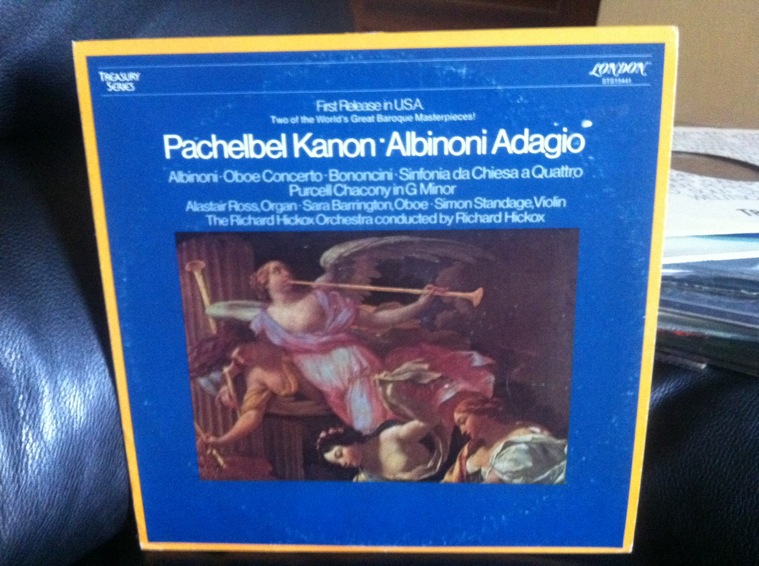 TREASURY
SERIES
LONDON
STS15441
First Release in U.S.A.
Two of the World's Great Baroque Masterpieces!
Pachelbel Kanon · Albinoni Adagio
Albinoni · Oboe Concerto · Bononcini · Sinfonia da Chiesa a Quattro
Purcell Chacony in G Minor
Alastair Ross, Organ · Sara Barrington, Oboe · Simon Standage, Violin
The Richard Hickox Orchestra conducted by Richard Hickox